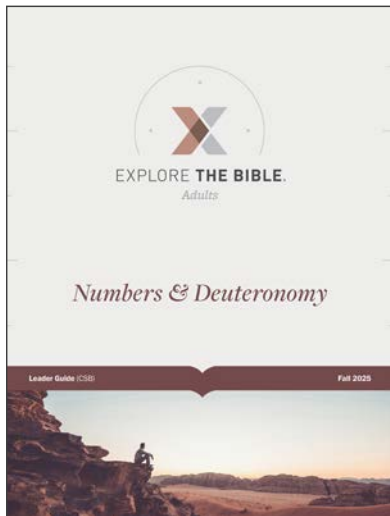 EXPLORE THE BIBLE.
Adults
Numbers & Deuteronomy
Leader Guide (CSB)
Fall 2025